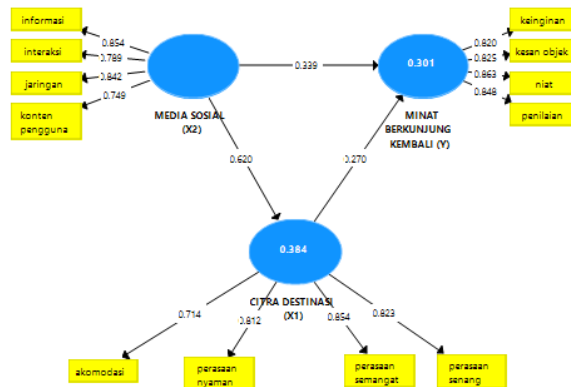 informasi
interaksi
jaringan
konten
pengguna
0.854
0.789
0.842
0.749
MEDIA SOSIAL
(X2)
0.339
0.301
MINAT
BERKUNJUNG
KEMBALI (Y)
0.820
0.825
0.863
0.848
keinginan
kesan objek
niat
penilaian
0.620
0.270
0.384
CITRA DESTINASI
(X1)
0.714
0.812
0.854
0.823
akomodasi
perasaan
nyaman
perasaan
semangat
perasaan
senang